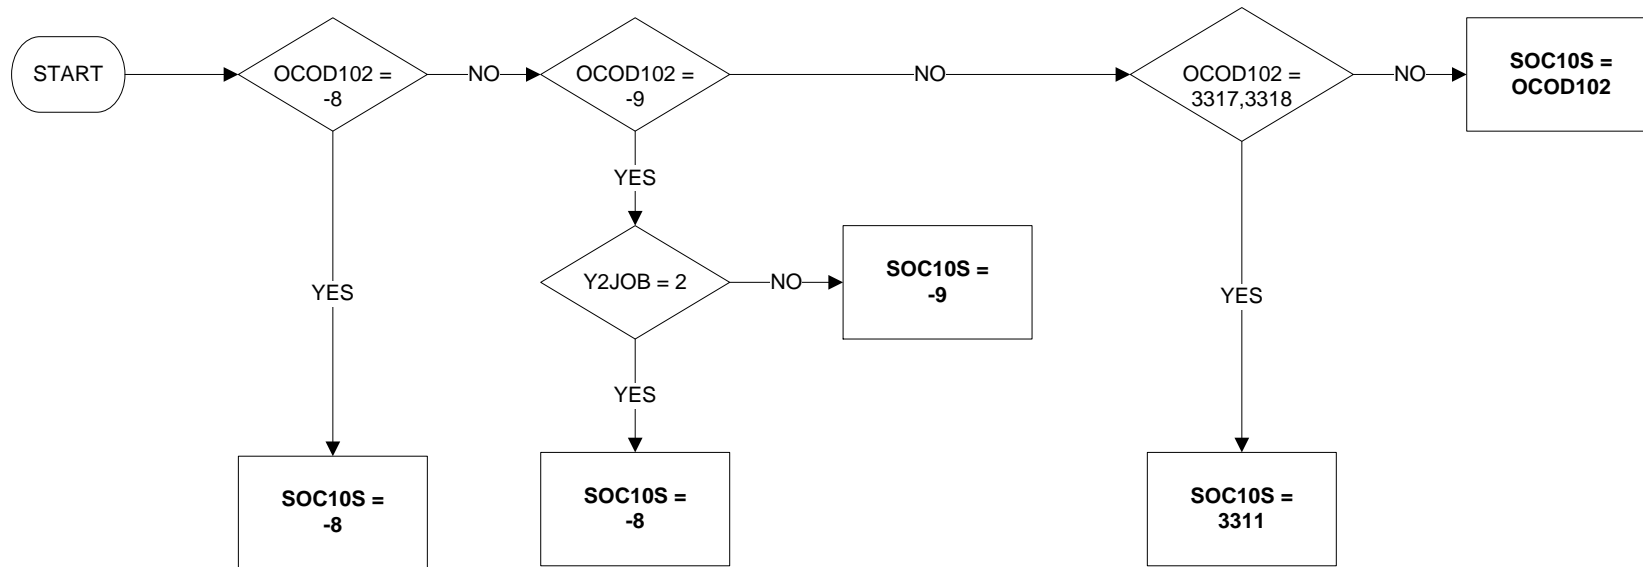 START
OCOD102 =
-8
NO
OCOD102 =
-9
NO
OCOD102 =
3317,3318
NO
SOC10S =
OCOD102
YES
Y2JOB = 2
NO
SOC10S =
-9
YES
YES
YES
SOC10S =
-8
SOC10S =
-8
SOC10S =
3311